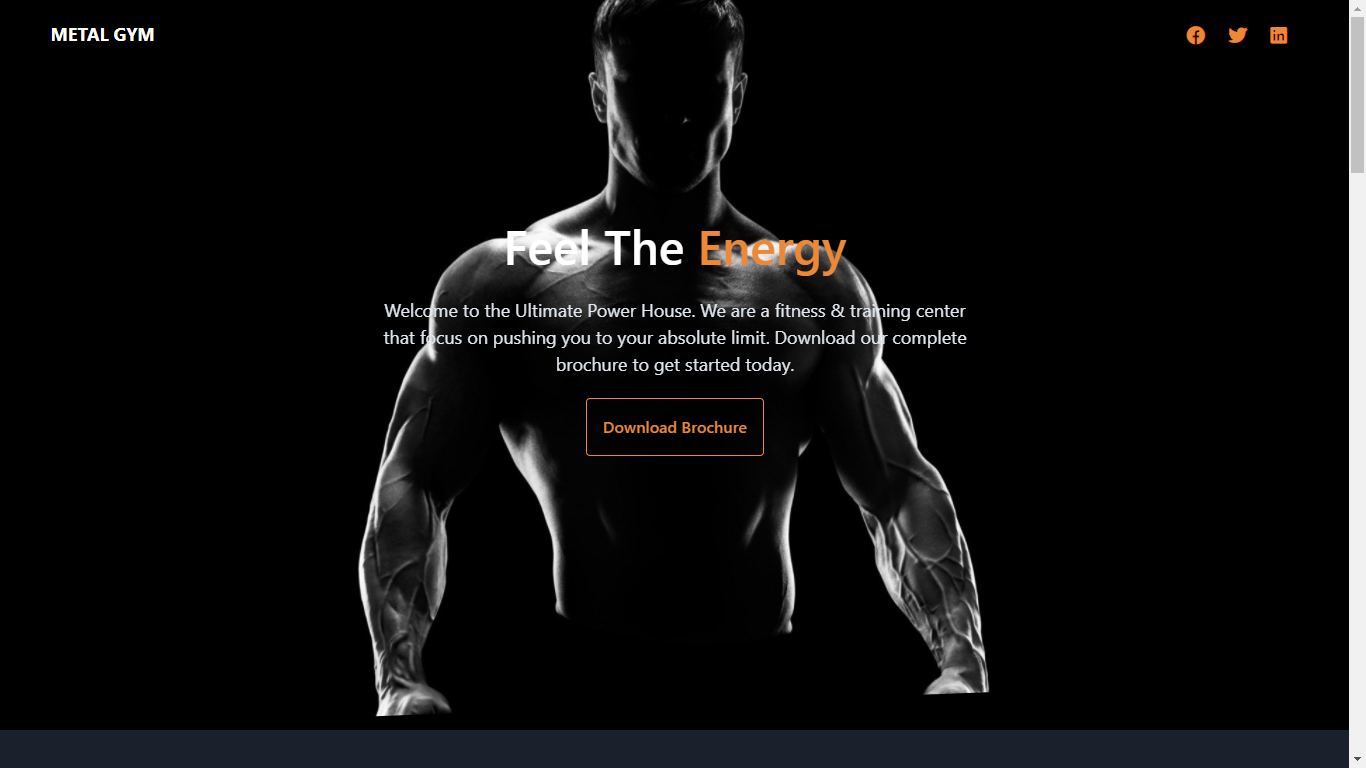 METAL GYM
Feel The Energy
Welcome to the Ultimate Power House. We are a fitness & training center
that focus on pushing you to your absolute limit. Download our complete
brochure to get started today.
Download Brochure